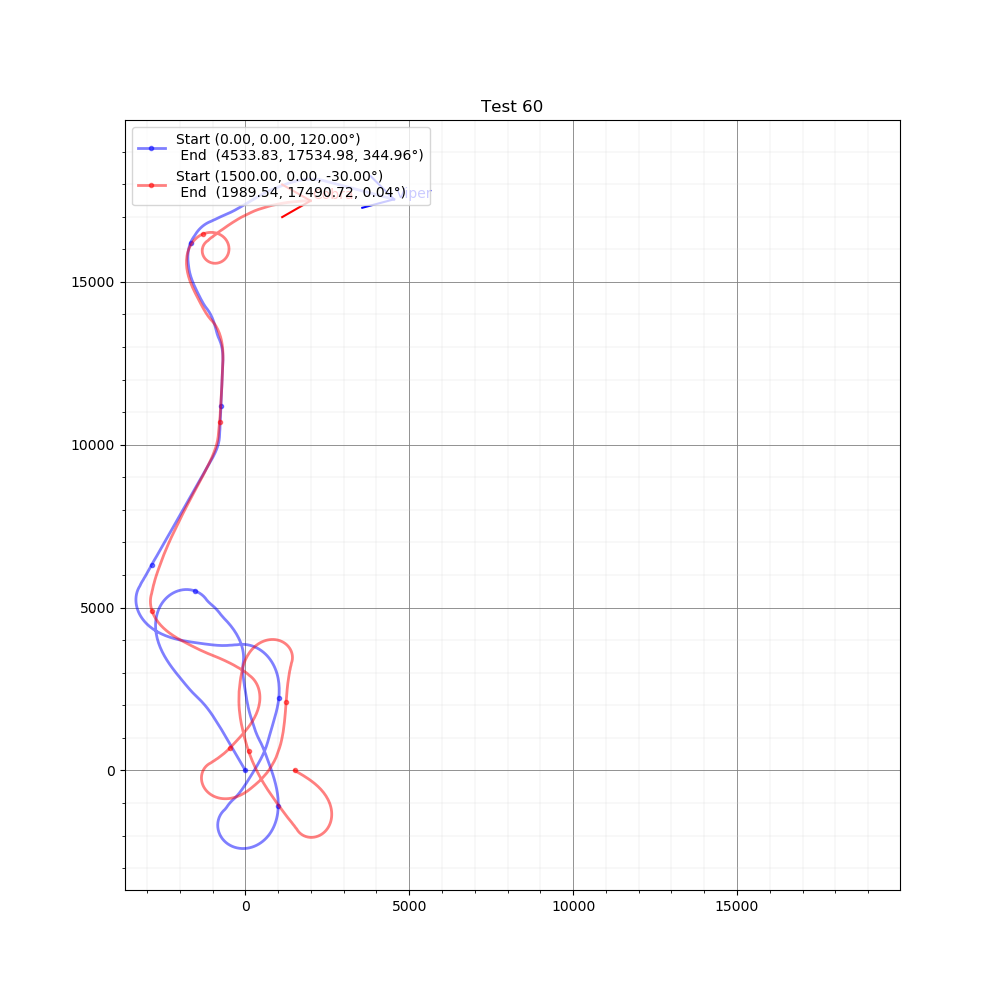 Test 60
Start (0.00, 0.00, 120.00°)
End (4533.83, 17534.98, 344.96°)
Start (1500.00, 0.00, -30.00°)
End (1989.54, 17490.72, 0.04°)
15000
10000
5000
0
0
5000
10000
15000